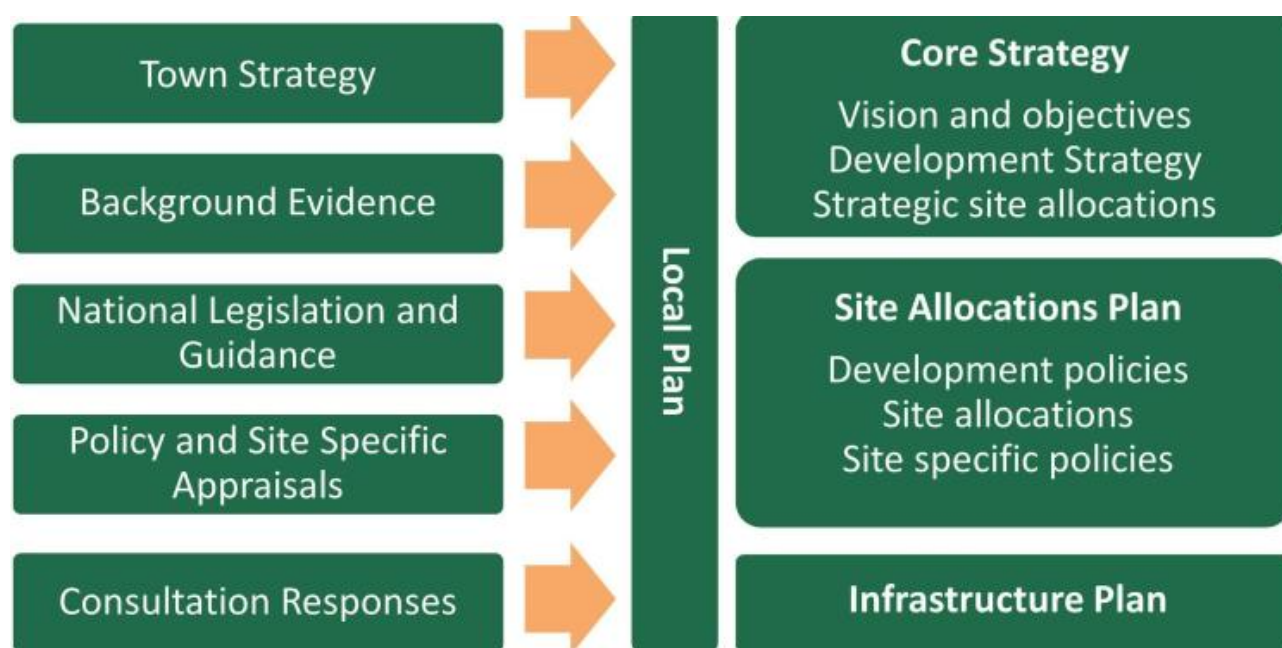 Town Strategy
Background Evidence
National Legislation and
Guidance
Policy and Site Specific
Appraisals
Consultation Responses
Local Plan
Core Strategy
Vision and objectives
Development Strategy
Strategic site allocations
Site Allocations Plan
Development policies
Site allocations
Site specific policies
Infrastructure Plan